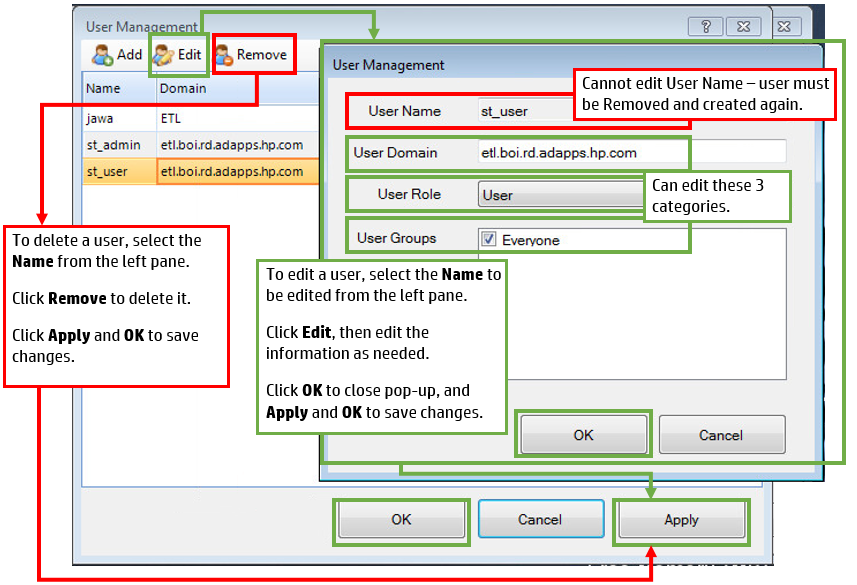 User Management
?
Add
Edit
Remove
Name
Domain
jawa
ETL
st_admin
etl.boi.rd.adapps.hp.com
st_user
etl.boi.rd.adapps.hp.com
User Management
User Name
st_user
Cannot edit User Name – user must
be Removed and created again.
User Domain
etl.boi.rd.adapps.hp.com
User Role
User
Can edit these 3
categories.
User Groups
Everyone
To delete a user, select the
Name from the left pane.
Click Remove to delete it.
Click Apply and OK to save
changes.
To edit a user, select the Name to
be edited from the left pane.
Click Edit, then edit the
information as needed.
Click OK to close pop-up, and
Apply and OK to save changes.
OK
Cancel
OK
Cancel
Apply